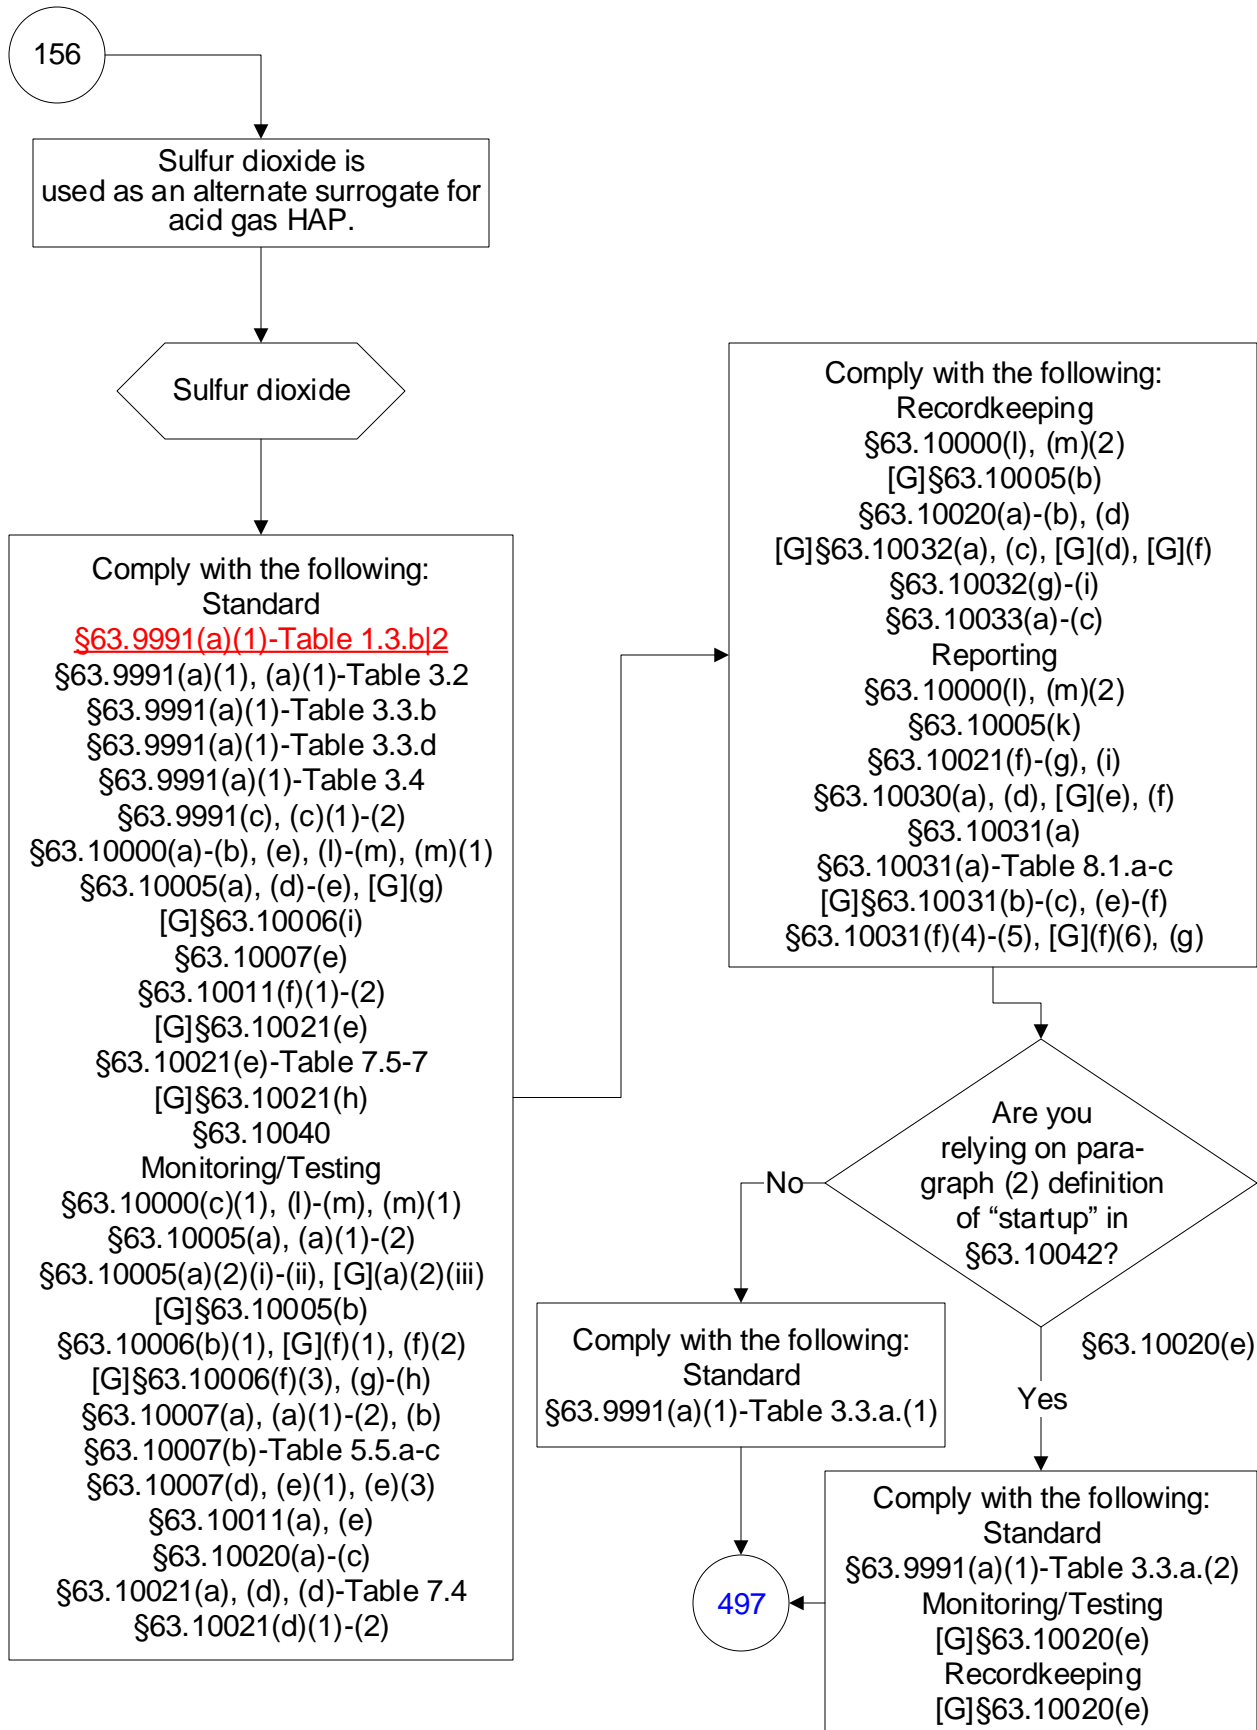 156
Sulfur dioxide is
used as an alternate surrogate for
acid gas HAP.
Sulfur dioxide
Comply with the following:
Standard
§63.9991(a)(1)-Table 1.3.b|2
§63.9991(a)(1), (a)(1)-Table 3.2
§63.9991(a)(1)-Table 3.3.b
§63.9991(a)(1)-Table 3.3.d
§63.9991(a)(1)-Table 3.4
§63.9991(c), (c)(1)-(2)
§63.10000(a)-(b), (e), (l)-(m), (m)(1)
§63.10005(a), (d)-(e), [G](g)
[G]§63.10006(i)
§63.10007(e)
§63.10011(f)(1)-(2)
[G]§63.10021(e)
§63.10021(e)-Table 7.5-7
[G]§63.10021(h)
§63.10040
Monitoring/Testing
§63.10000(c)(1), (l)-(m), (m)(1)
§63.10005(a), (a)(1)-(2)
§63.10005(a)(2)(i)-(ii), [G](a)(2)(iii)
[G]§63.10005(b)
§63.10006(b)(1), [G](f)(1), (f)(2)
[G]§63.10006(f)(3), (g)-(h)
§63.10007(a), (a)(1)-(2), (b)
§63.10007(b)-Table 5.5.a-c
§63.10007(d), (e)(1), (e)(3)
§63.10011(a), (e)
§63.10020(a)-(c)
§63.10021(a), (d), (d)-Table 7.4
§63.10021(d)(1)-(2)
Comply with the following:
Recordkeeping
§63.10000(l), (m)(2)
[G]§63.10005(b)
§63.10020(a)-(b), (d)
[G]§63.10032(a), (c), [G](d), [G](f)
§63.10032(g)-(i)
§63.10033(a)-(c)
Reporting
§63.10000(l), (m)(2)
§63.10005(k)
§63.10021(f)-(g), (i)
§63.10030(a), (d), [G](e), (f)
§63.10031(a)
§63.10031(a)-Table 8.1.a-c
[G]§63.10031(b)-(c), (e)-(f)
§63.10031(f)(4)-(5), [G](f)(6), (g)
Are you
relying on para-
graph (2) definition
of “startup” in
§63.10042?
No
Comply with the following:
Standard
§63.9991(a)(1)-Table 3.3.a.(1)
§63.10020(e)
Yes
Comply with the following:
Standard
§63.9991(a)(1)-Table 3.3.a.(2)
Monitoring/Testing
[G]§63.10020(e)
Recordkeeping
[G]§63.10020(e)
497